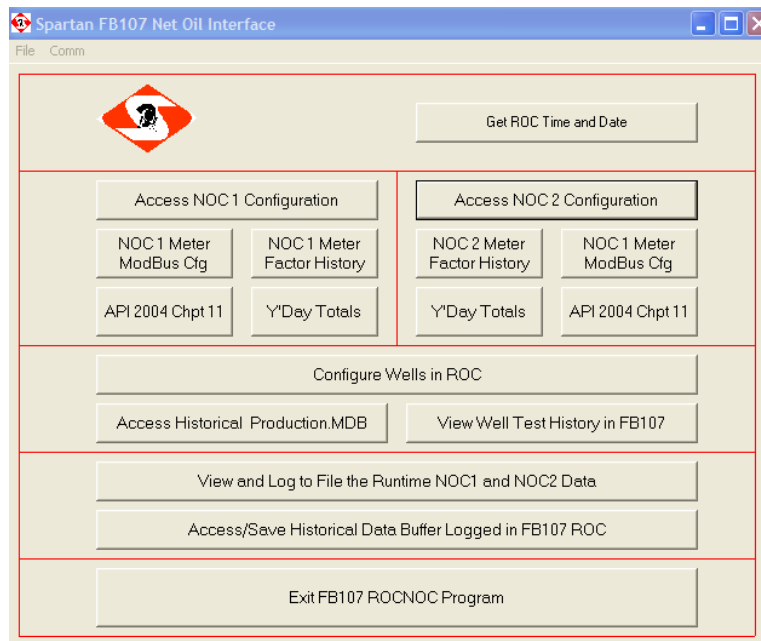 Spartan FB107 Net Oil Interface
File Comm
Get ROC Time and Date
Access NOC 1 Configuration
Access NOC 2 Configuration
NOC 1 Meter
ModBus Cfg
NOC 1 Meter
Factor History
NOC 2 Meter
Factor History
NOC 1 Meter
ModBus Cfg
API 2004 Chpt 11
Y'Day Totals
Y'Day Totals
API 2004 Chpt 11
Configure Wells in ROC
Access Historical Production.MDB
View Well Test History in FB107
View and Log to File the Runtime NOC1 and NOC2 Data
Access/Save Historical Data Buffer Logged in FB107 ROC
Exit FB107 ROCNOC Program